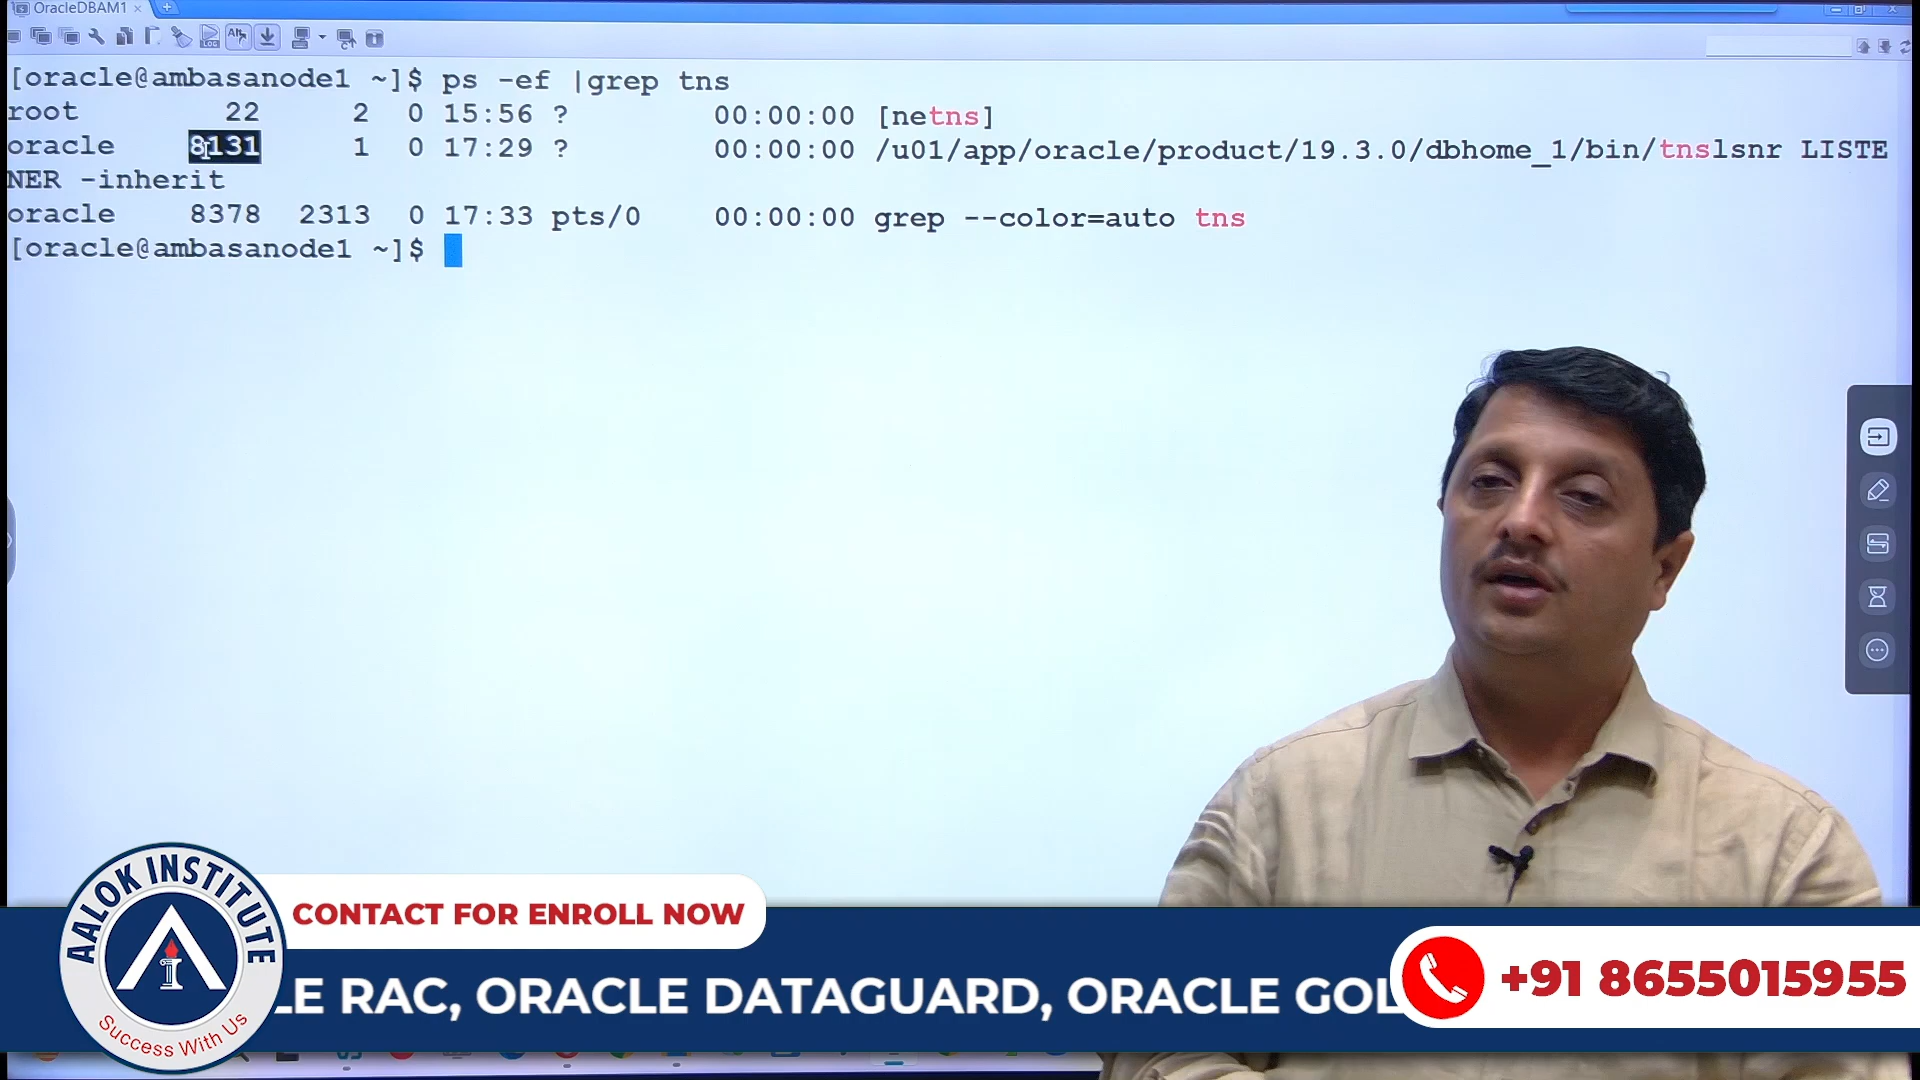 OracleDBAM1
[oracle@ambasanode1 ~]$ ps -ef |grep tns
root 22 2 0 15:56 ? 00:00:00 [netns]
oracle 8131 1 0 17:29 ? 00:00:00 /u01/app/oracle/product/19.3.0/dbhome_1/bin/tnslsnr LISTE
NER -inherit
oracle 8378 2313 0 17:33 pts/0 00:00:00 grep --color=auto tns
[oracle@ambasanode1 ~]$
AALOK INSTITUTE
Success With Us
CONTACT FOR ENROLL NOW
LE RAC, ORACLE DATAGUARD, ORACLE GOL
+91 8655015955